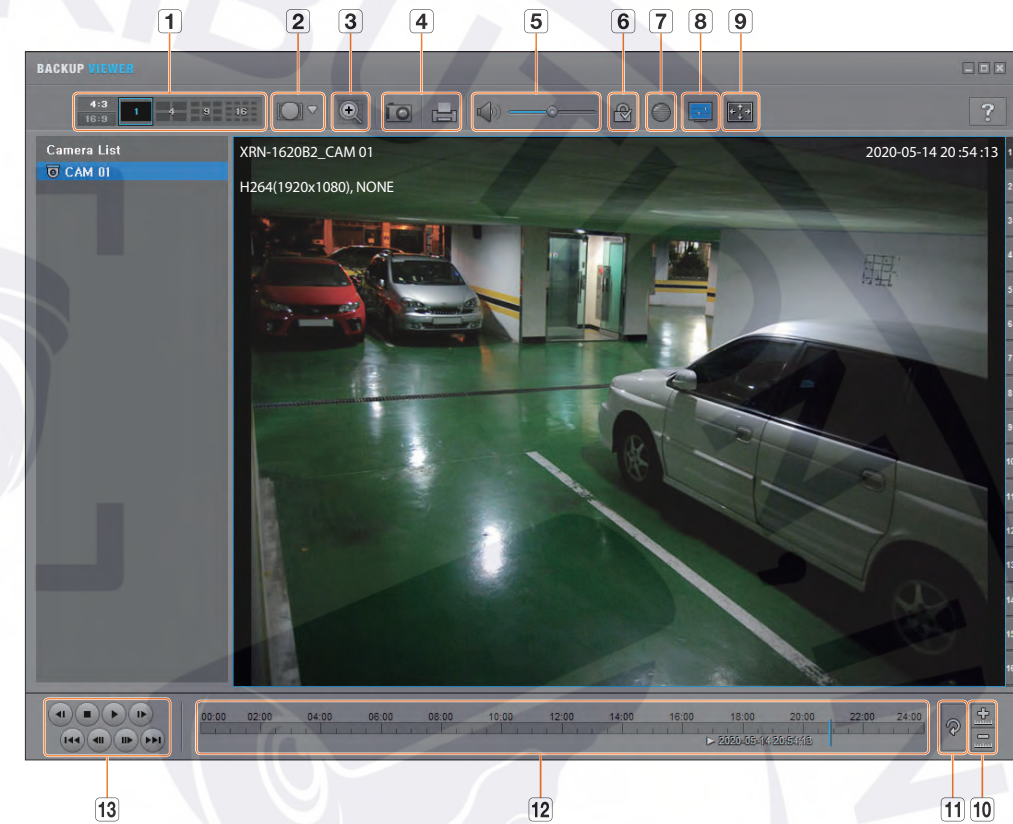 1 2 3 4 5 6 7 8 9
BACKUP VIEWER
4:3
16:9
1 4 9 16
?
Camera List
CAM 01
XRN-1620B2_CAM 01
2020-05-14 20 :54 :13
H264(1920x1080), NONE
1
2
3
4
5
6
7
8
9
10
11
12
13
14
15
16
00:00 02:00 04:00 06:00 08:00 10:00 12:00 14:00 16:00 18:00 20:00 22:00 24:00
2020-05-14 20:54:13
13 12 11 10